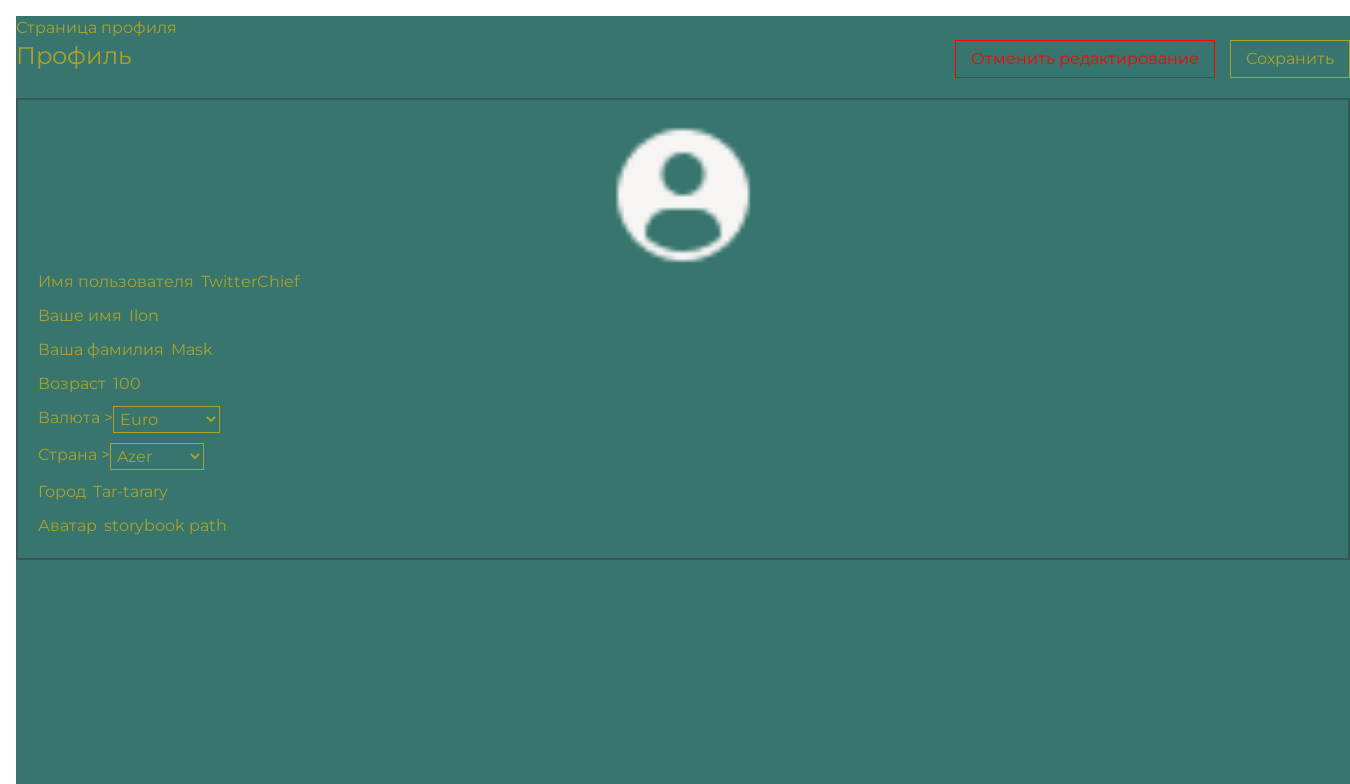 Страница профиля
Профиль
Отменить редактирование
Сохранить
Имя пользователя TwitterChief
Ваше имя Ilon
Ваша фамилия Mask
Возраст 100
Валюта > Euro
Страна > Azer
Город Tar-tarary
Аватар storybook path